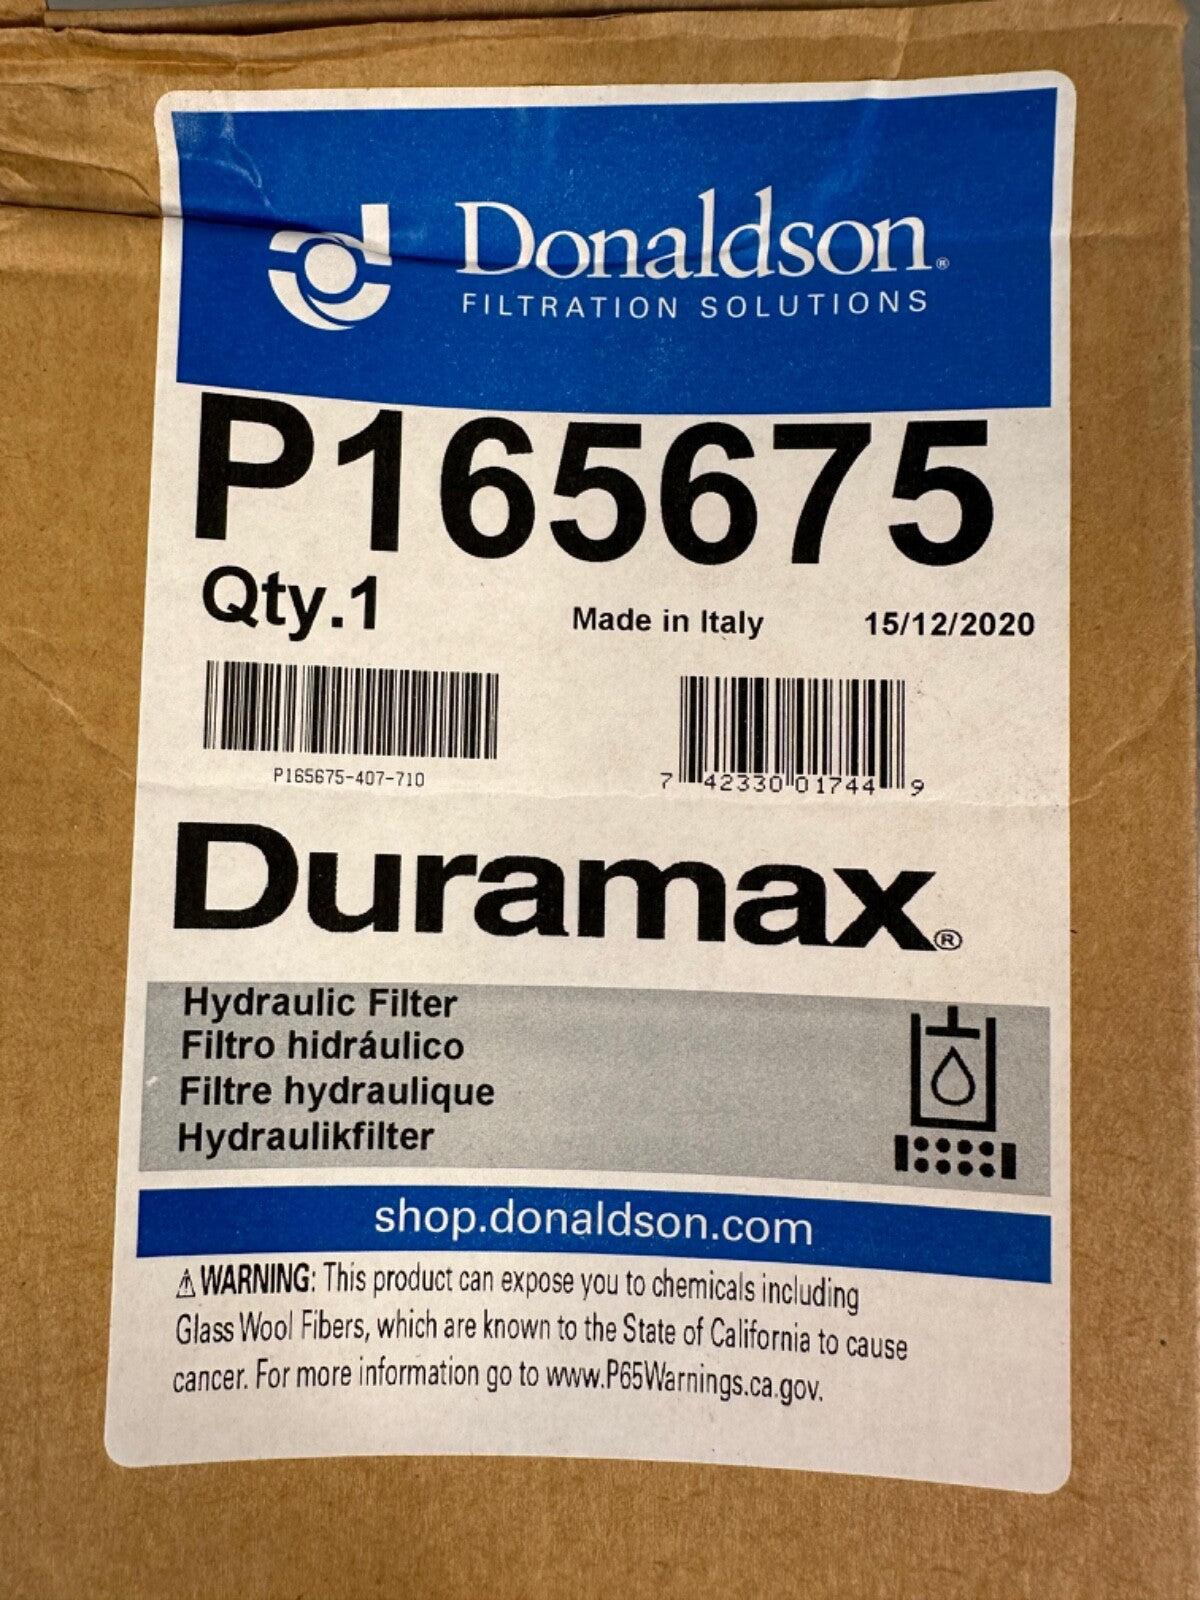 Donaldson®
FILTRATION SOLUTIONS
P165675
Qty.1
Made in Italy 15/12/2020
P165675-407-710
7 42330 01744 9
Duramax®
Hydraulic Filter
Filtro hidráulico
Filtre hydraulique
Hydraulikfilter
shop.donaldson.com
⚠ WARNING: This product can expose you to chemicals including
Glass Wool Fibers, which are known to the State of California to cause
cancer. For more information go to www.P65Warnings.ca.gov.